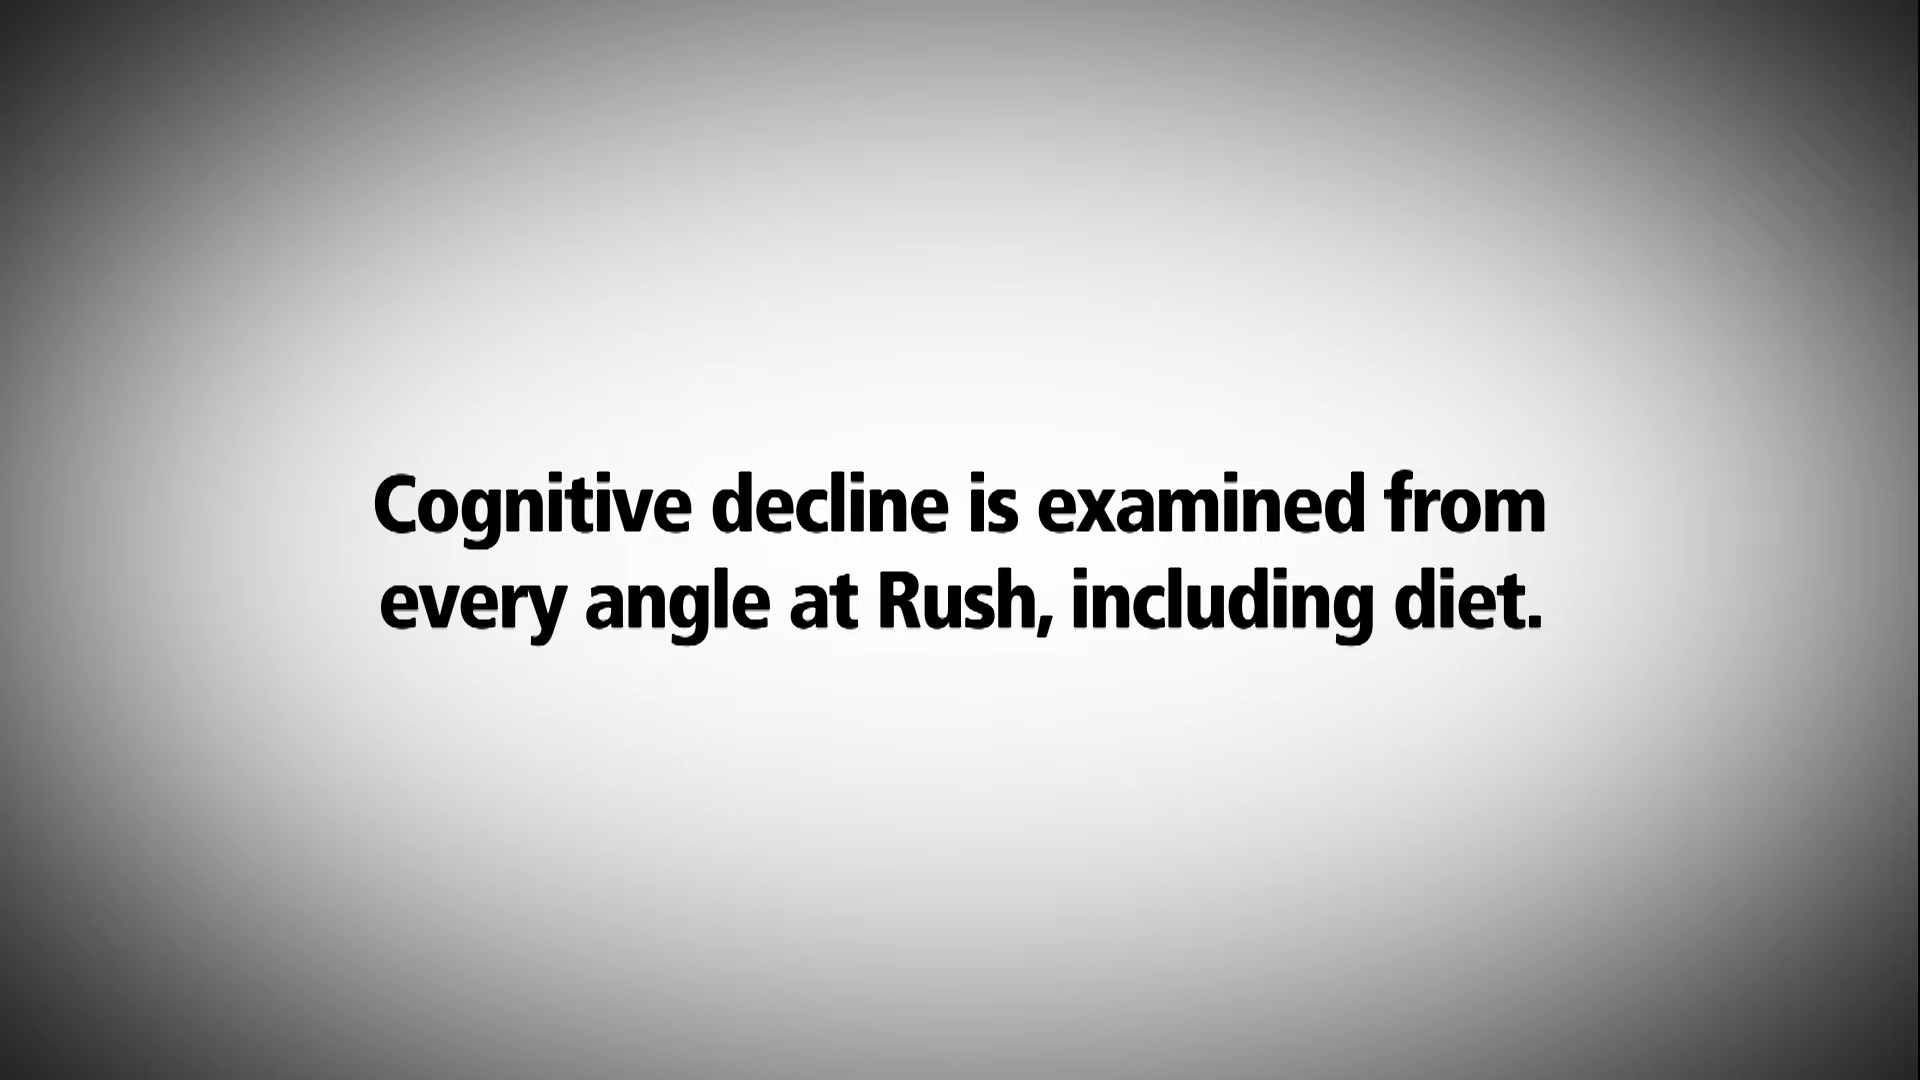 Cognitive decline is examined from
every angle at Rush, including diet.